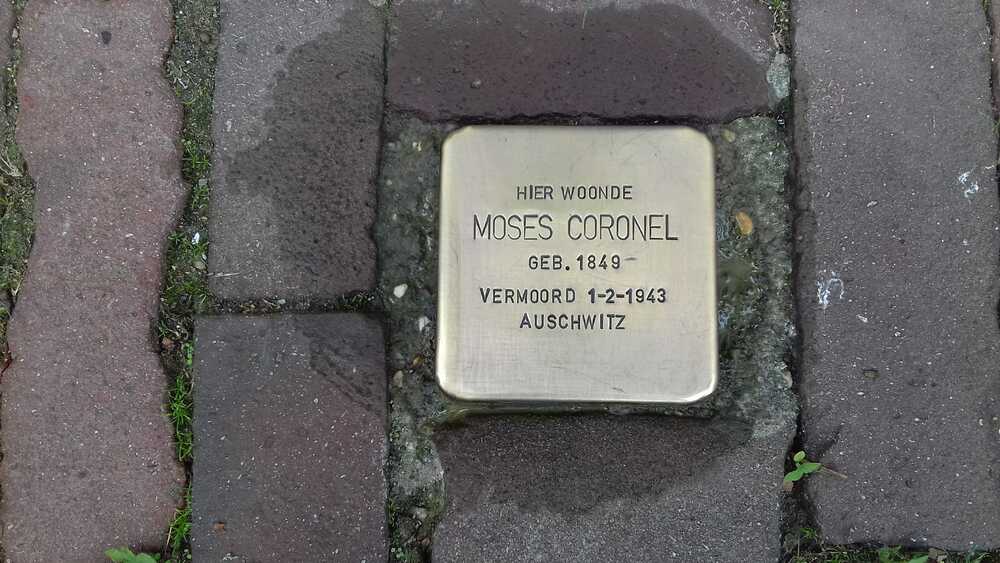 HIER WOONDE
MOSES CORONEL
GEB. 1849
VERMOORD 1-2-1943
AUSCHWITZ